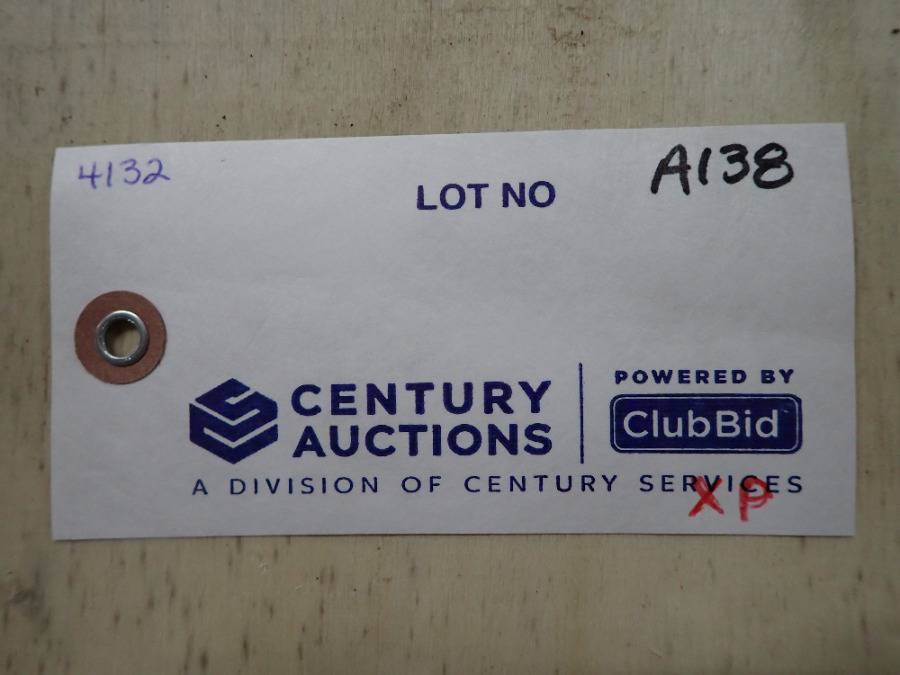 4132
LOT NO A138
CENTURY AUCTIONS
POWERED BY
ClubBid
A DIVISION OF CENTURY SERVICES
XP